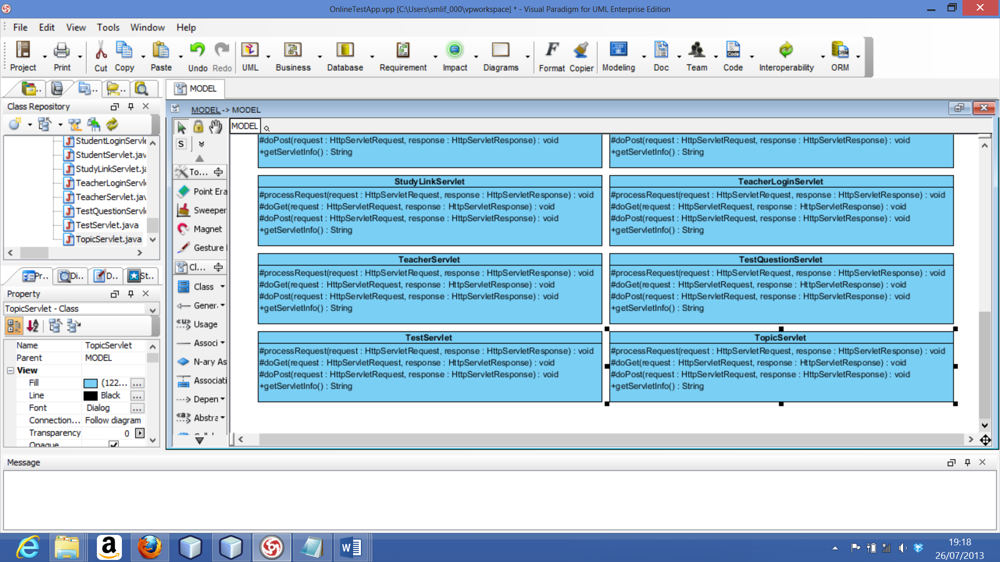 OnlineTestApp.vpp [C:\Users\smlif_000\vpworkspace] * - Visual Paradigm for UML Enterprise Edition
File Edit View Tools Window Help
Project Print Cut Copy Paste Undo Redo UML Business Database Requirement Impact Diagrams Format Copier Modeling Doc Team Code Interoperability ORM
MODEL
Class Repository
MODEL -> MODEL
MODEL
StudentLoginServle
StudentServlet.jav
StudyLinkServlet.ja
TeacherLoginServl
TeacherServlet.jav
TestQuestionServl
TestServlet.java
TopicServlet.java
Pr.. Di.. D.. St..
Property
TopicServlet - Class
Name TopicServlet
Parent MODEL
View
Fill (122... ...
Line Black ...
Font Dialog ...
Connection... Follow diagram
Transparency 0
Opaque
S
To...
Point Era
Sweeper
Magnet
Gesture
Cl...
Class
Gener.
«u» Usage
Associ
N-ary As
Associati
Depen
«a» Abstra
#doPost(request : HttpServletRequest, response : HttpServletResponse) : void
+getServletInfo() : String
#doPost(request : HttpServletRequest, response : HttpServletResponse) : void
+getServletInfo() : String
StudyLinkServlet
#processRequest(request : HttpServletRequest, response : HttpServletResponse) : void
#doGet(request : HttpServletRequest, response : HttpServletResponse) : void
#doPost(request : HttpServletRequest, response : HttpServletResponse) : void
+getServletInfo() : String
TeacherLoginServlet
#processRequest(request : HttpServletRequest, response : HttpServletResponse) : void
#doGet(request : HttpServletRequest, response : HttpServletResponse) : void
#doPost(request : HttpServletRequest, response : HttpServletResponse) : void
+getServletInfo() : String
TeacherServlet
#processRequest(request : HttpServletRequest, response : HttpServletResponse) : void
#doGet(request : HttpServletRequest, response : HttpServletResponse) : void
#doPost(request : HttpServletRequest, response : HttpServletResponse) : void
+getServletInfo() : String
TestQuestionServlet
#processRequest(request : HttpServletRequest, response : HttpServletResponse) : void
#doGet(request : HttpServletRequest, response : HttpServletResponse) : void
#doPost(request : HttpServletRequest, response : HttpServletResponse) : void
+getServletInfo() : String
TestServlet
#processRequest(request : HttpServletRequest, response : HttpServletResponse) : void
#doGet(request : HttpServletRequest, response : HttpServletResponse) : void
#doPost(request : HttpServletRequest, response : HttpServletResponse) : void
+getServletInfo() : String
TopicServlet
#processRequest(request : HttpServletRequest, response : HttpServletResponse) : void
#doGet(request : HttpServletRequest, response : HttpServletResponse) : void
#doPost(request : HttpServletRequest, response : HttpServletResponse) : void
+getServletInfo() : String
Message
19:18
26/07/2013